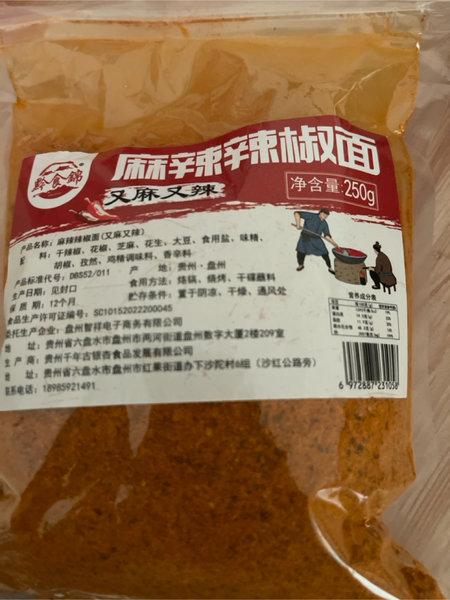 黔食锦
麻辣辣椒面
又麻又辣
净含量:250g
产品名称: 麻辣辣椒面(又麻又辣)
配 料: 干辣椒、花椒、芝麻、花生、大豆、食用盐、味精、
胡椒、孜然、鸡精调味料、香辛料
产品标准代号: DBS52/011
产 地: 贵州·盘州
生产日期: 见封口
食用方法: 烙锅、烧烤、干碟蘸料
保 质 期: 12个月
贮存条件: 置于阴凉、干燥、通风处
食品生产许可证编号: SC10152022200045
委托生产企业: 盘州智祥电子商务有限公司
地 址: 贵州省六盘水市盘州市两河街道盘州数字大厦2楼209室
生 产 商: 贵州千年古银杏食品发展有限公司
地 址: 贵州省六盘水市盘州市红果街道办下沙陀村6组 (沙红公路旁)
联系电话: 18985921491
营养成分表
6 972887 231058